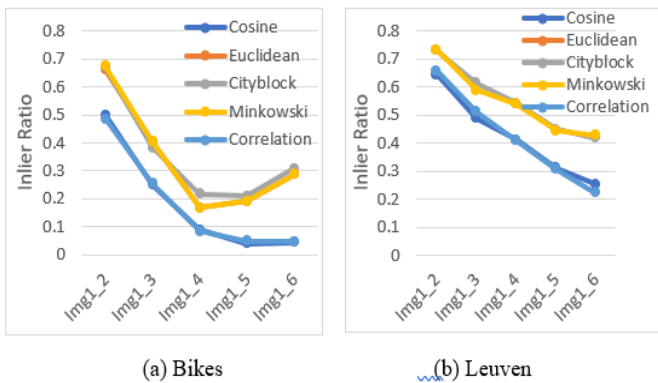 0.8
0.7
0.6
0.5
0.4
0.3
0.2
0.1
0
Inlier Ratio
Cosine
Euclidean
Cityblock
Minkowski
Correlation
Img1_2
Img1_3
Img1_4
Img1_5
Img1_6
(a) Bikes
0.8
0.7
0.6
0.5
0.4
0.3
0.2
0.1
0
Inlier Ratio
Cosine
Euclidean
Cityblock
Minkowski
Correlation
Img1_2
Img1_3
Img1_4
Img1_5
Img1_6
(b) Leuven